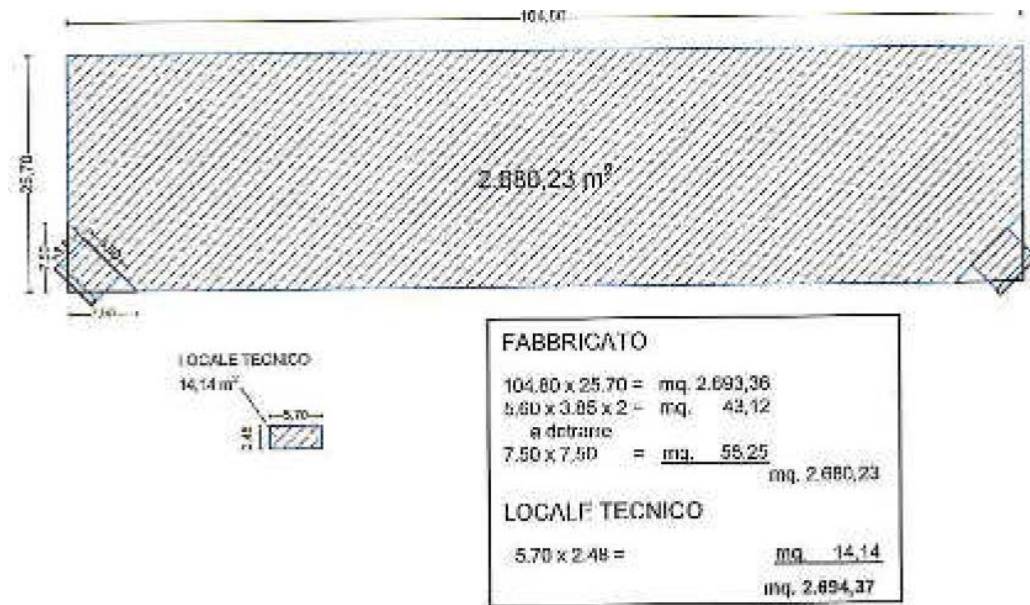 25,70
2.680,23 m²
LOCALE TECNICO
14,14 m²
5,70
2,48
FABBRICATO
104.80 x 25.70 = mq. 2.693,36
5,60 x 3.85 x 2 = mq. 43,12
a detrarre
7.50 x 7,50 = mq. 56,25
mq. 2.680,23
LOCALE TECNICO
5.70 x 2.48 = mq. 14,14
mq. 2.694,37